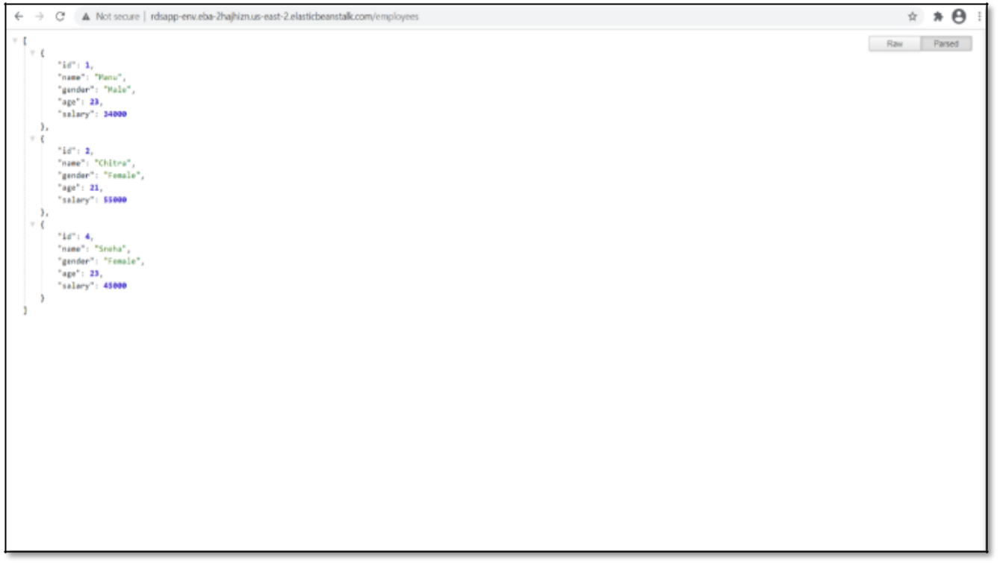 Not secure | rdsapp-env.eba-2hajhizn.us-east-2.elasticbeanstalk.com/employees
Raw Parsed
[
{
"id": 1,
"name": "Manu",
"gender": "Male",
"age": 23,
"salary": 34000
},
{
"id": 2,
"name": "Chitra",
"gender": "Female",
"age": 21,
"salary": 55000
},
{
"id": 4,
"name": "Sneha",
"gender": "Female",
"age": 23,
"salary": 45000
}
]